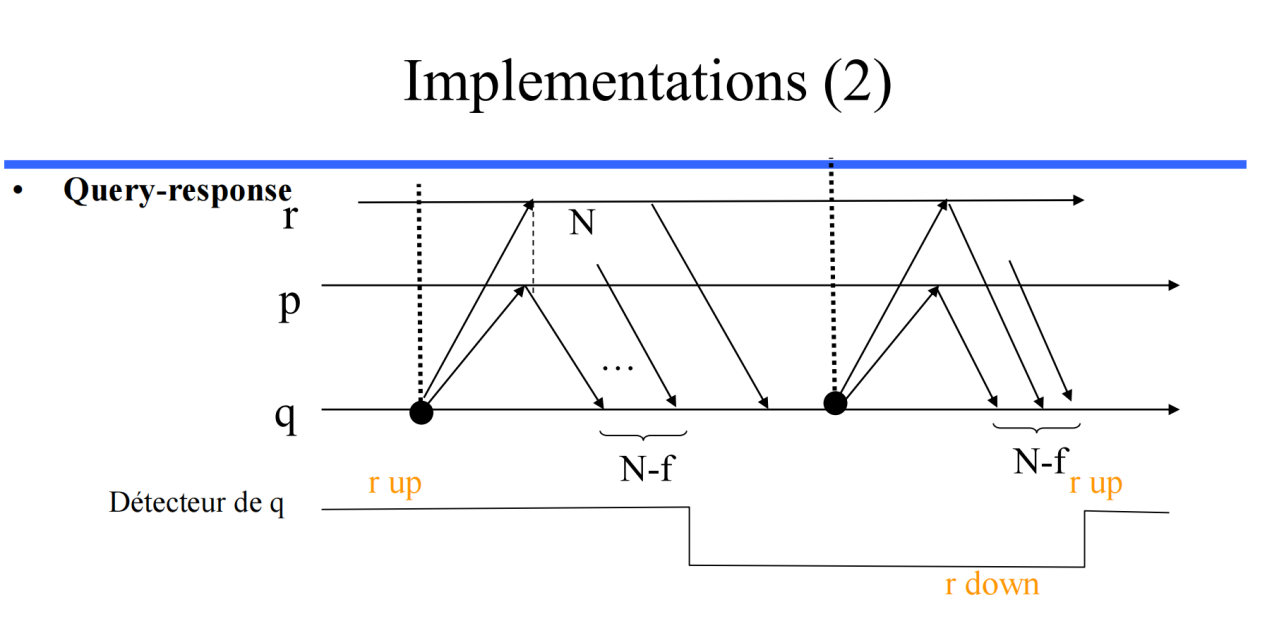 Implementations (2)
• Query-response
r
N
p
...
q
N-f
N-f
r up
r up
Détecteur de q
r down